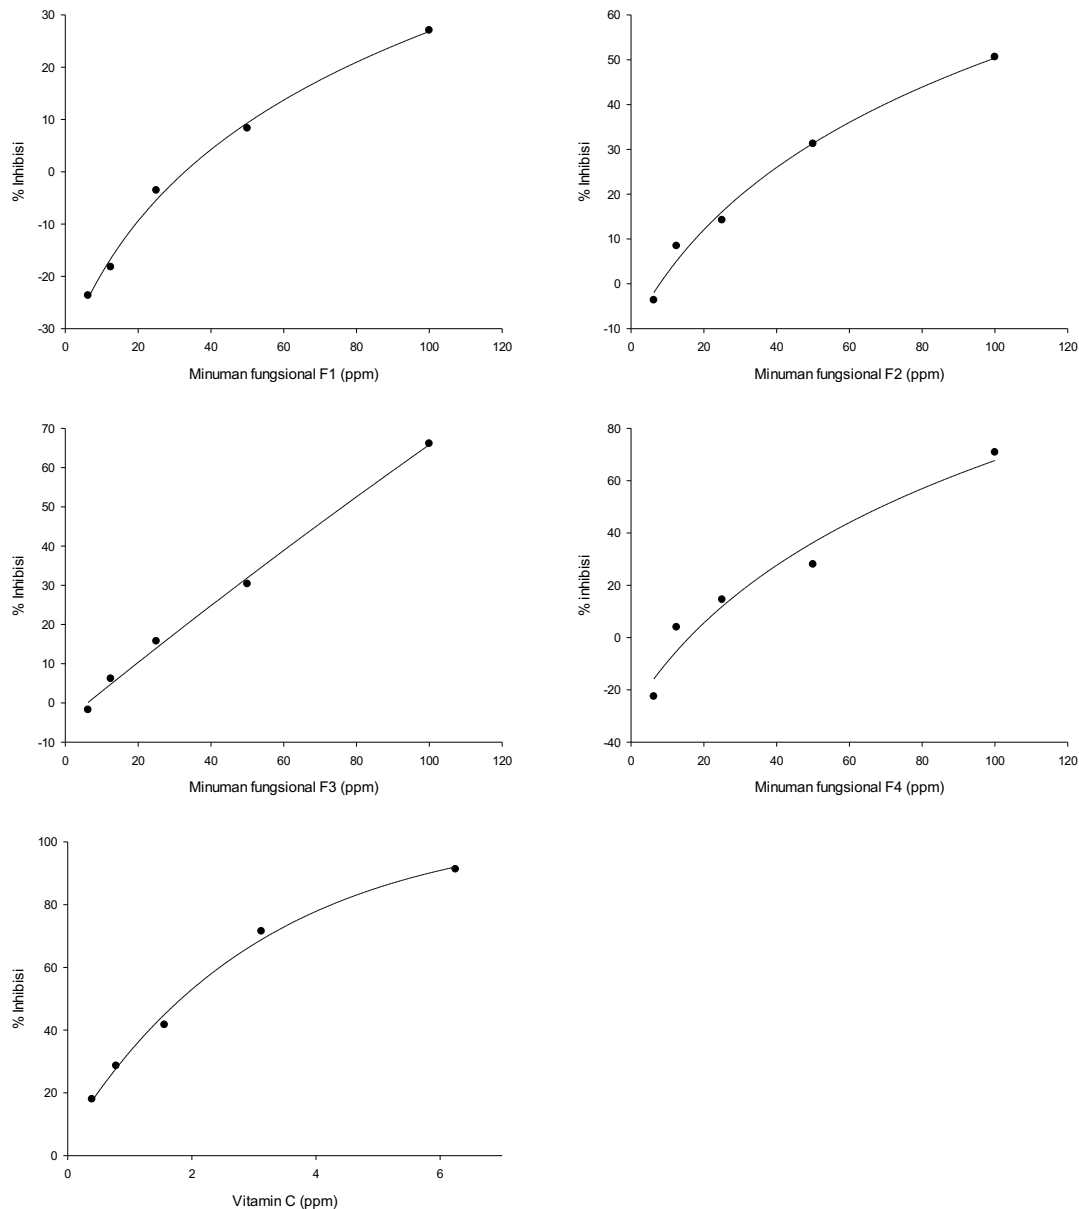 30
20
10
0
-10
-20
-30
% Inhibisi
0 20 40 60 80 100 120
Minuman fungsional F1 (ppm)
60
50
40
30
20
10
0
-10
% Inhibisi
0 20 40 60 80 100 120
Minuman fungsional F2 (ppm)
70
60
50
40
30
20
10
0
-10
% Inhibisi
0 20 40 60 80 100 120
Minuman fungsional F3 (ppm)
80
60
40
20
0
-20
-40
% inhibisi
0 20 40 60 80 100 120
Minuman fungsional F4 (ppm)
100
80
60
40
20
0
% Inhibisi
0 2 4 6
Vitamin C (ppm)